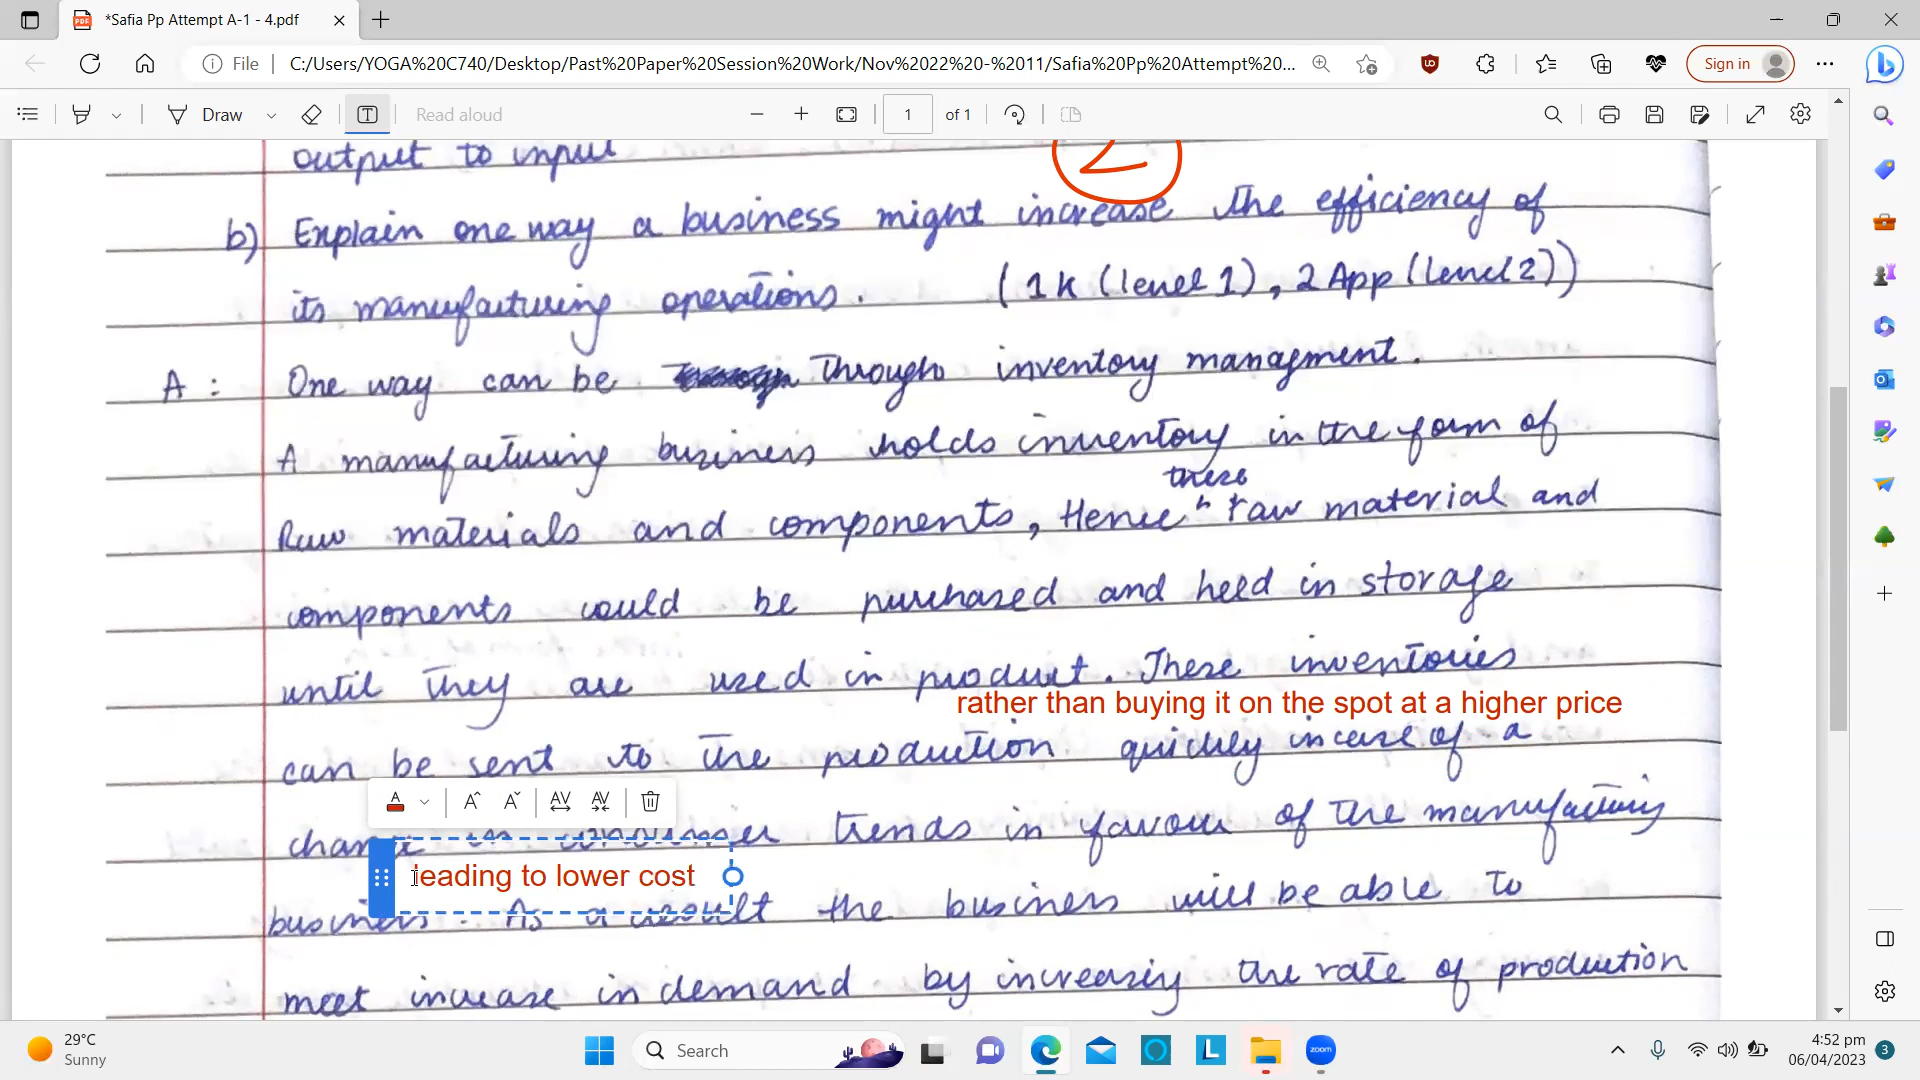 *Safia Pp Attempt A-1 - 4.pdf
File
C:/Users/YOGA%20C740/Desktop/Past%20Paper%20Session%20Work/Nov%2022%20-%2011/Safia%20Pp%20Attempt%20...
Sign in
Draw
Read aloud
1 of 1
output to input
2
b) Explain one way a business might increase the efficiency of
its manufacturing operations. (1k (level 1), 2 App (level 2))
A: One way can be Through inventory managment.
A manufacturing business holds inventory in the form of
these
Raw materials and components, Hence raw material and
components could be purchased and held in storage
until they are used in product. These inventories
rather than buying it on the spot at a higher price
can be sent to the production quickly incase of a
trends in favour of the manufacturing
leading to lower cost
business. As a result the business will be able to
meet increase in demand by increasing the rate of production
29°C
Sunny
Search
zoom
4:52 pm
06/04/2023
3